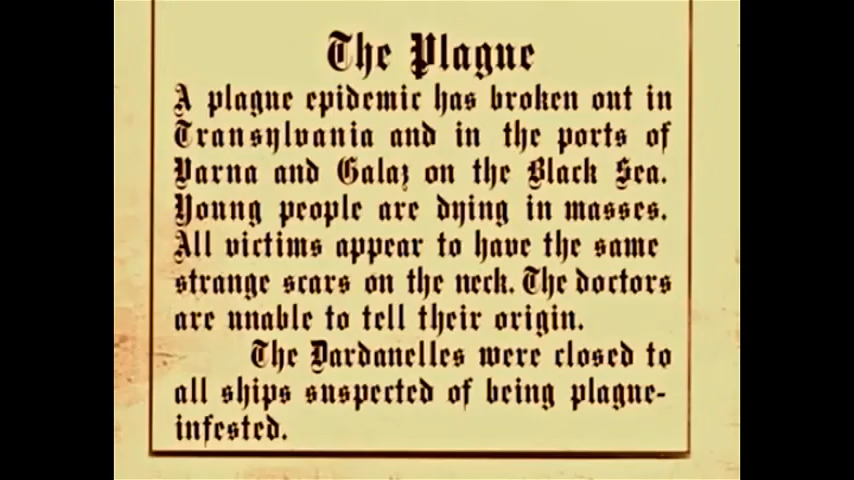 The Plague
A plague epidemic has broken out in
Transylvania and in the ports of
Varna and Galaz on the Black Sea.
Young people are dying in masses.
All victims appear to have the same
strange scars on the neck. The doctors
are unable to tell their origin.
The Dardanelles were closed to
all ships suspected of being plague-
infested.